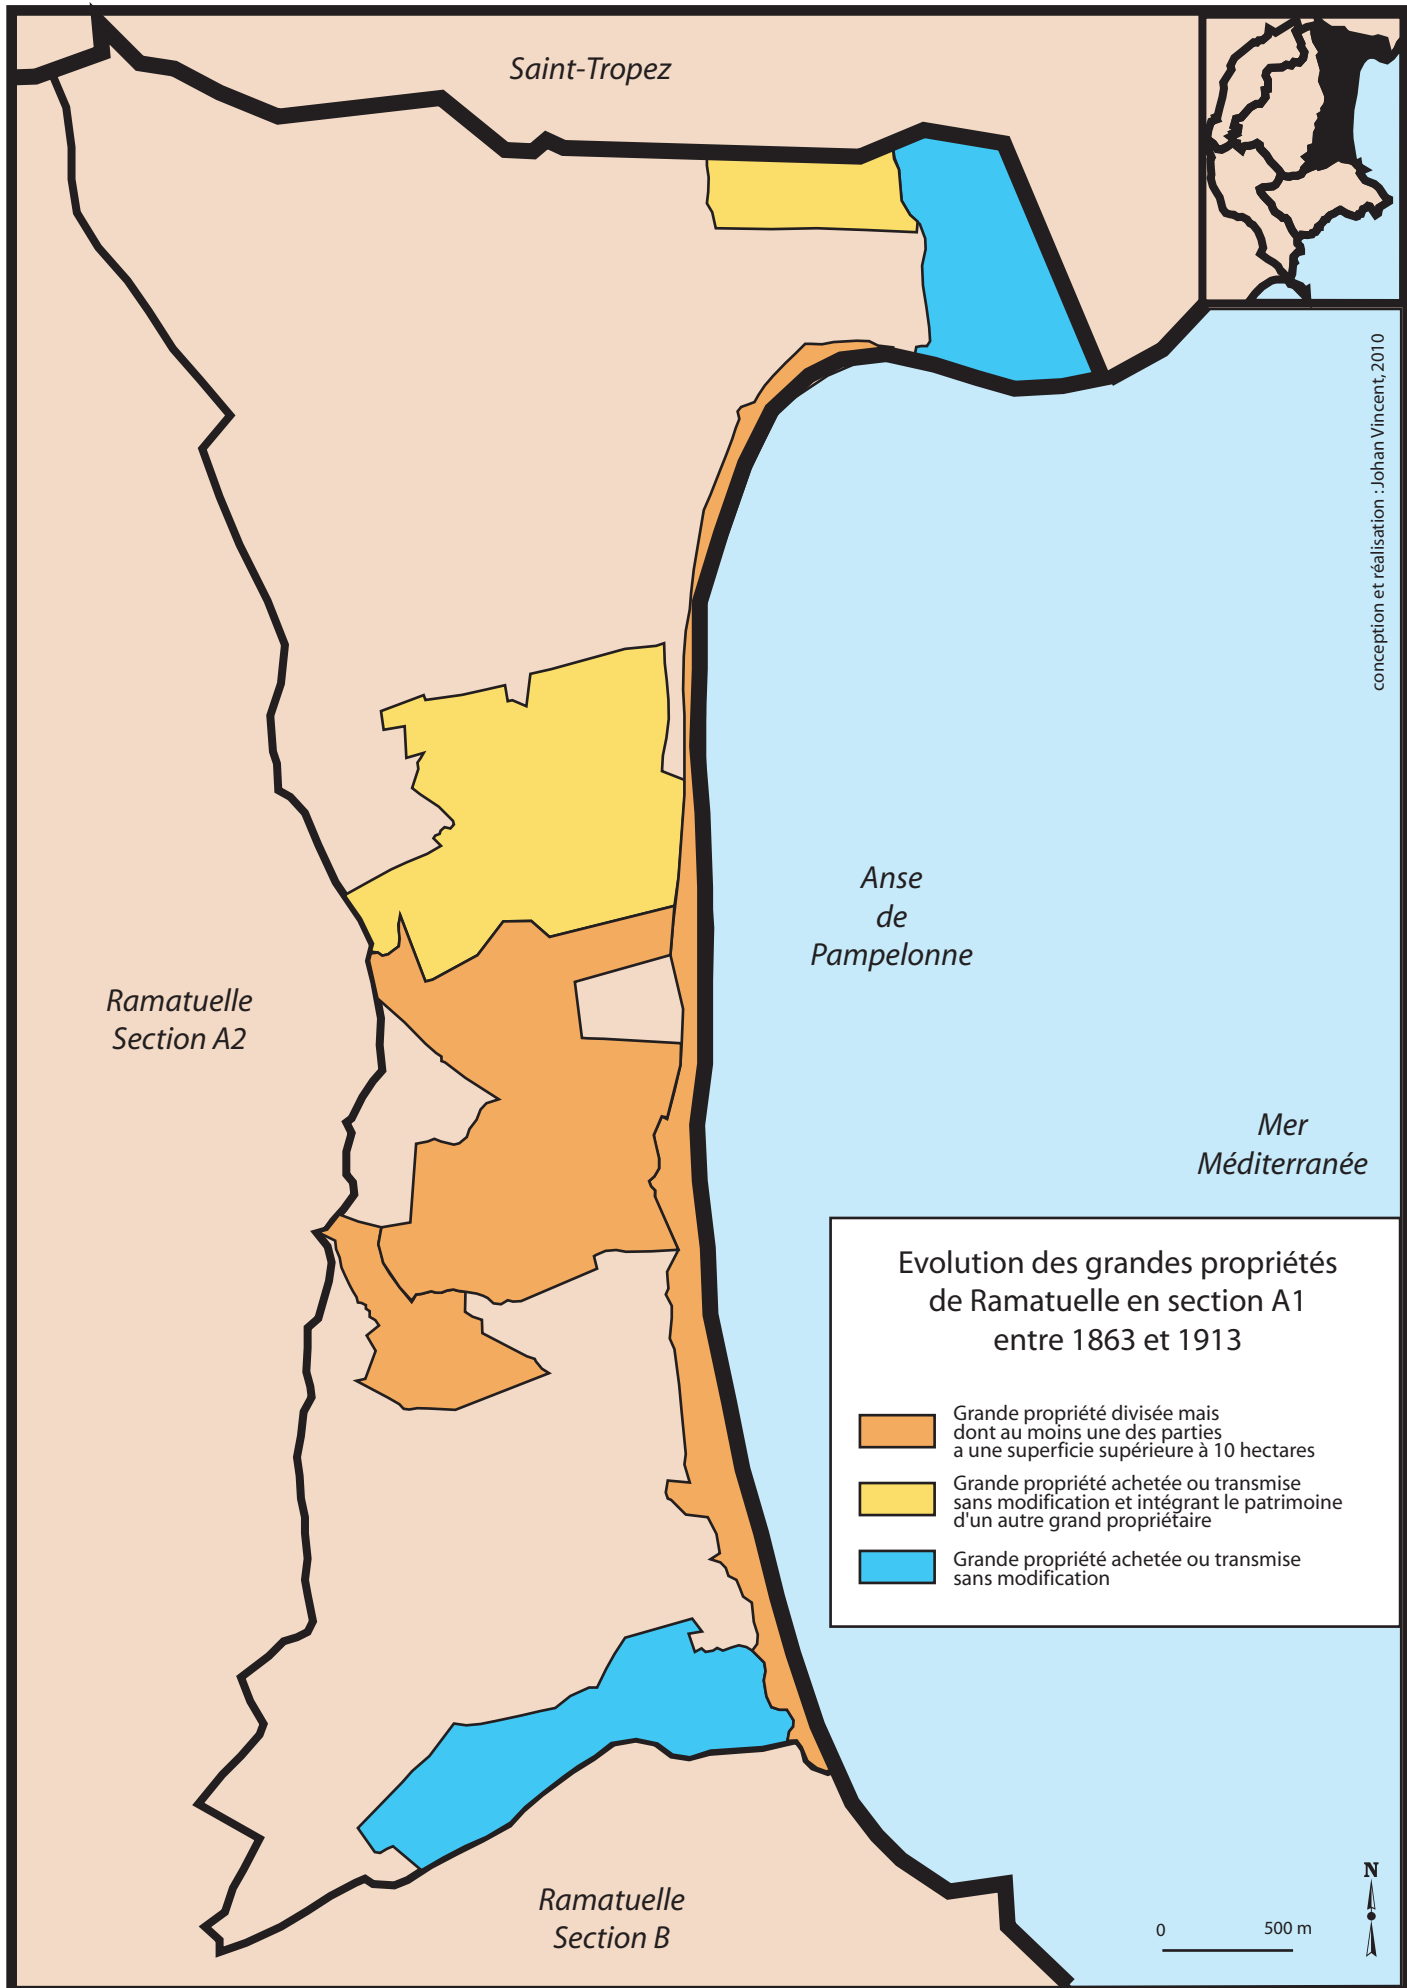 Saint-Tropez
conception et réalisation : Johan Vincent, 2010
Anse
de
Pampelonne
Ramatuelle
Section A2
Mer
Méditerranée
Evolution des grandes propriétés
de Ramatuelle en section A1
entre 1863 et 1913
Grande propriété divisée mais
dont au moins une des parties
a une superficie supérieure à 10 hectares
Grande propriété achetée ou transmise
sans modification et intégrant le patrimoine
d'un autre grand propriétaire
Grande propriété achetée ou transmise
sans modification
Ramatuelle
Section B
N
0 500 m